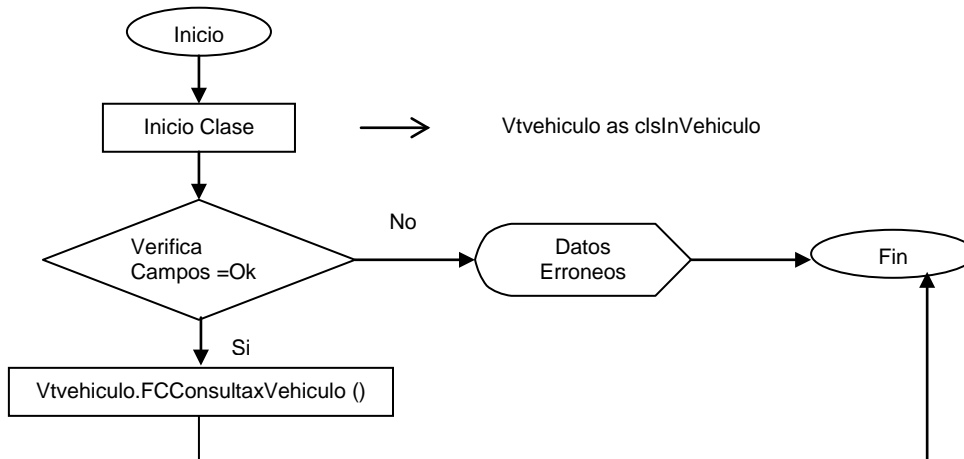 Inicio
Inicio Clase
Vtvehiculo as clsInVehiculo
No
Verifica
Campos =Ok
Datos
Erroneos
Fin
Si
Vtvehiculo.FCConsultaxVehiculo ()